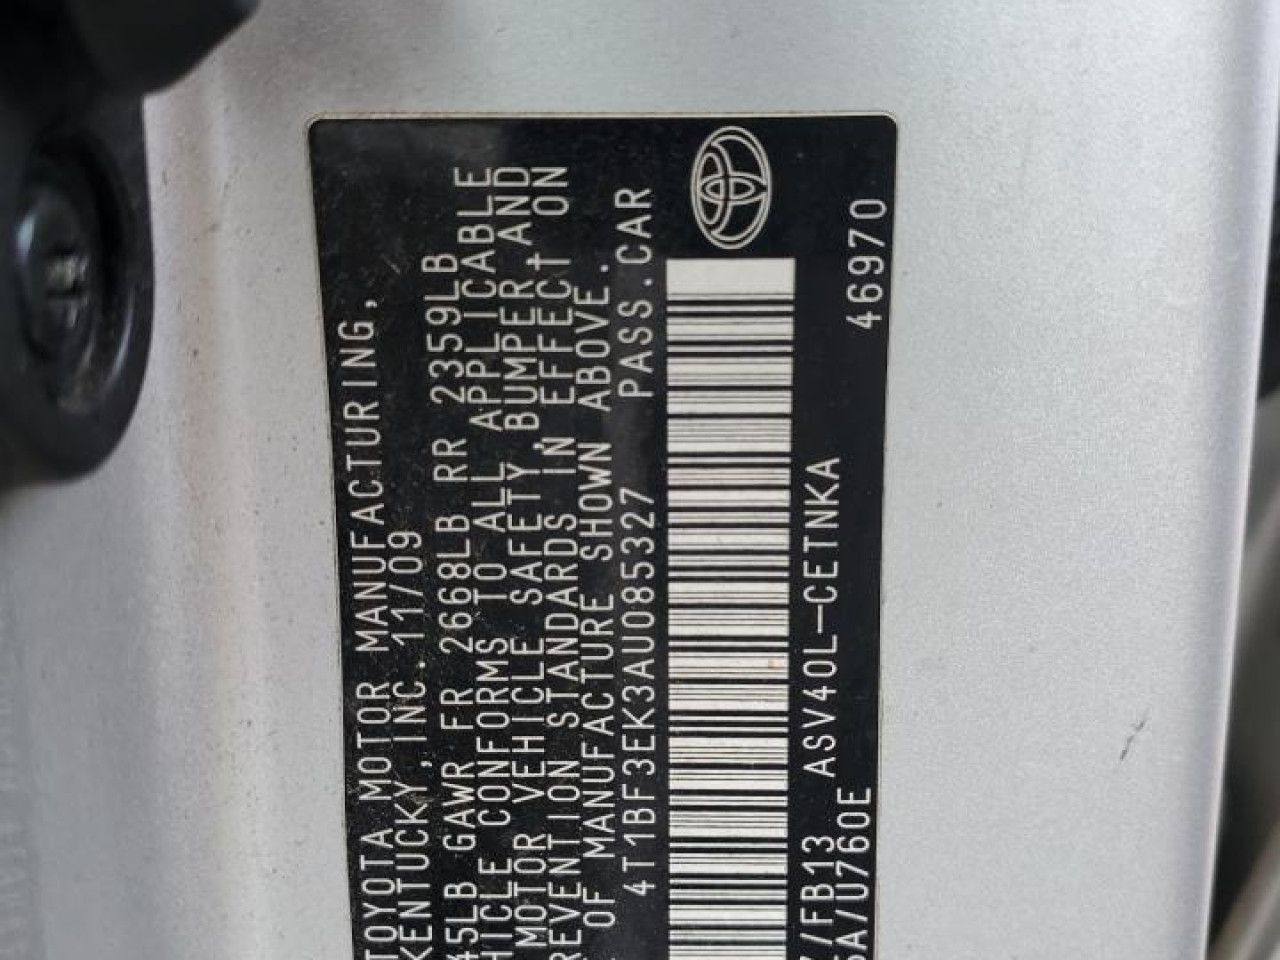 TOYOTA MOTOR MANUFACTURING,
KENTUCKY,INC. 11/09
45LB GAWR FR 2668LB RR 2359LB
HICLE CONFORMS TO ALL APPLICABLE
MOTOR VEHICLE SAFETY, BUMPER, AND
REVENTION STANDARDS IN EFFECT ON
OF MANUFACTURE SHOWN ABOVE.
4T1BF3EK3AU085327 PASS.CAR
7/FB13 ASV40L-CETNKA
5A/U760E 46970